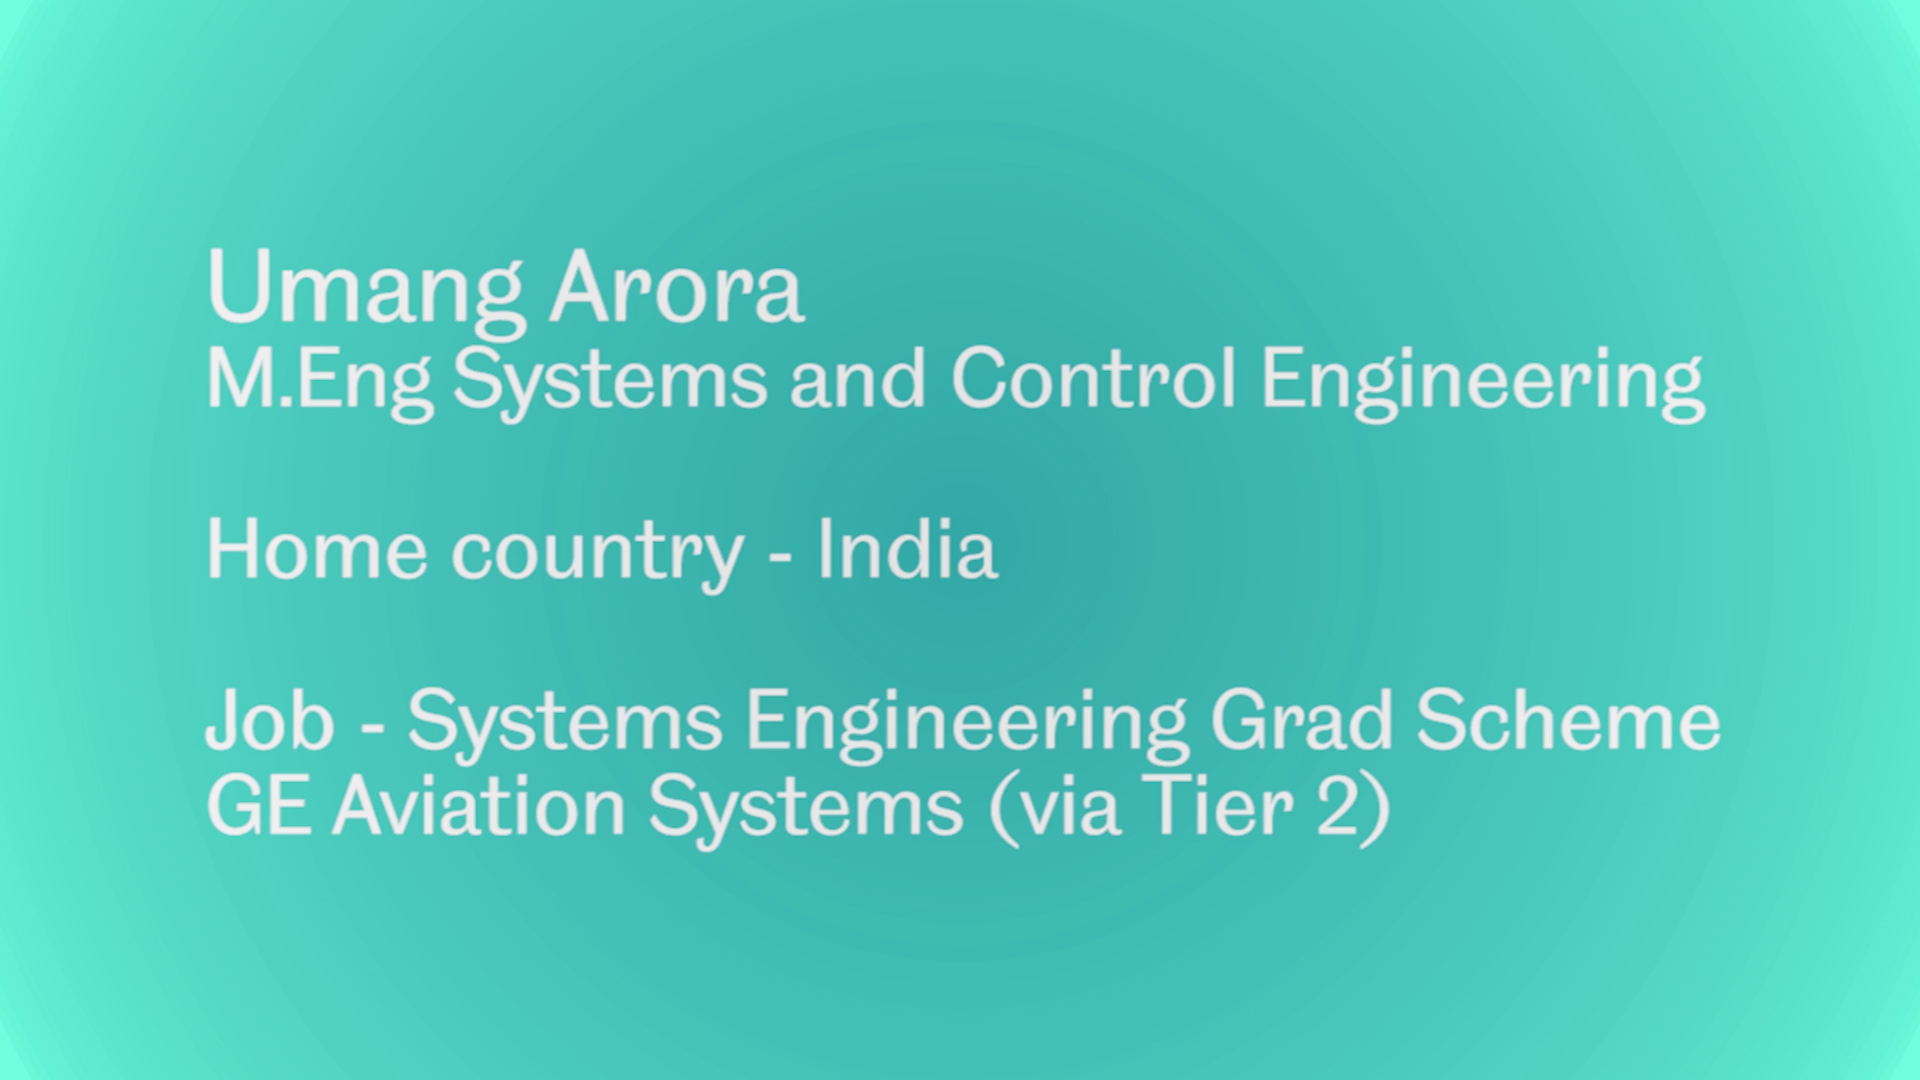 Umang Arora
M.Eng Systems and Control Engineering
Home country - India
Job - Systems Engineering Grad Scheme
GE Aviation Systems (via Tier 2)